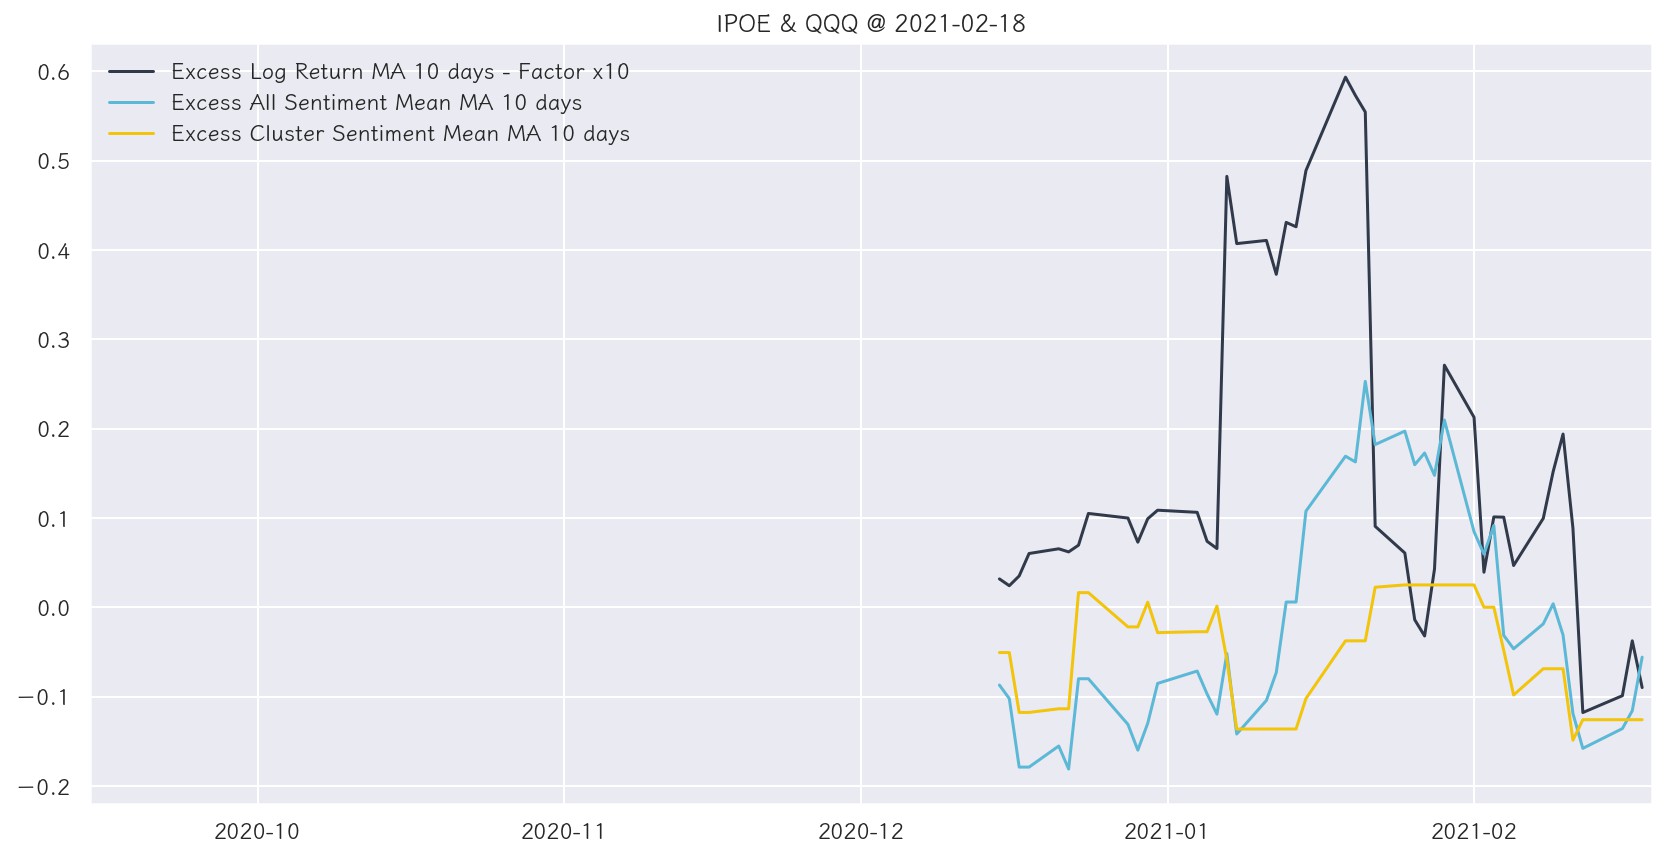 IPOE & QQQ @ 2021-02-18
Excess Log Return MA 10 days - Factor x10
Excess All Sentiment Mean MA 10 days
Excess Cluster Sentiment Mean MA 10 days
0.6
0.5
0.4
0.3
0.2
0.1
0.0
−0.1
−0.2
2020-10 2020-11 2020-12 2021-01 2021-02